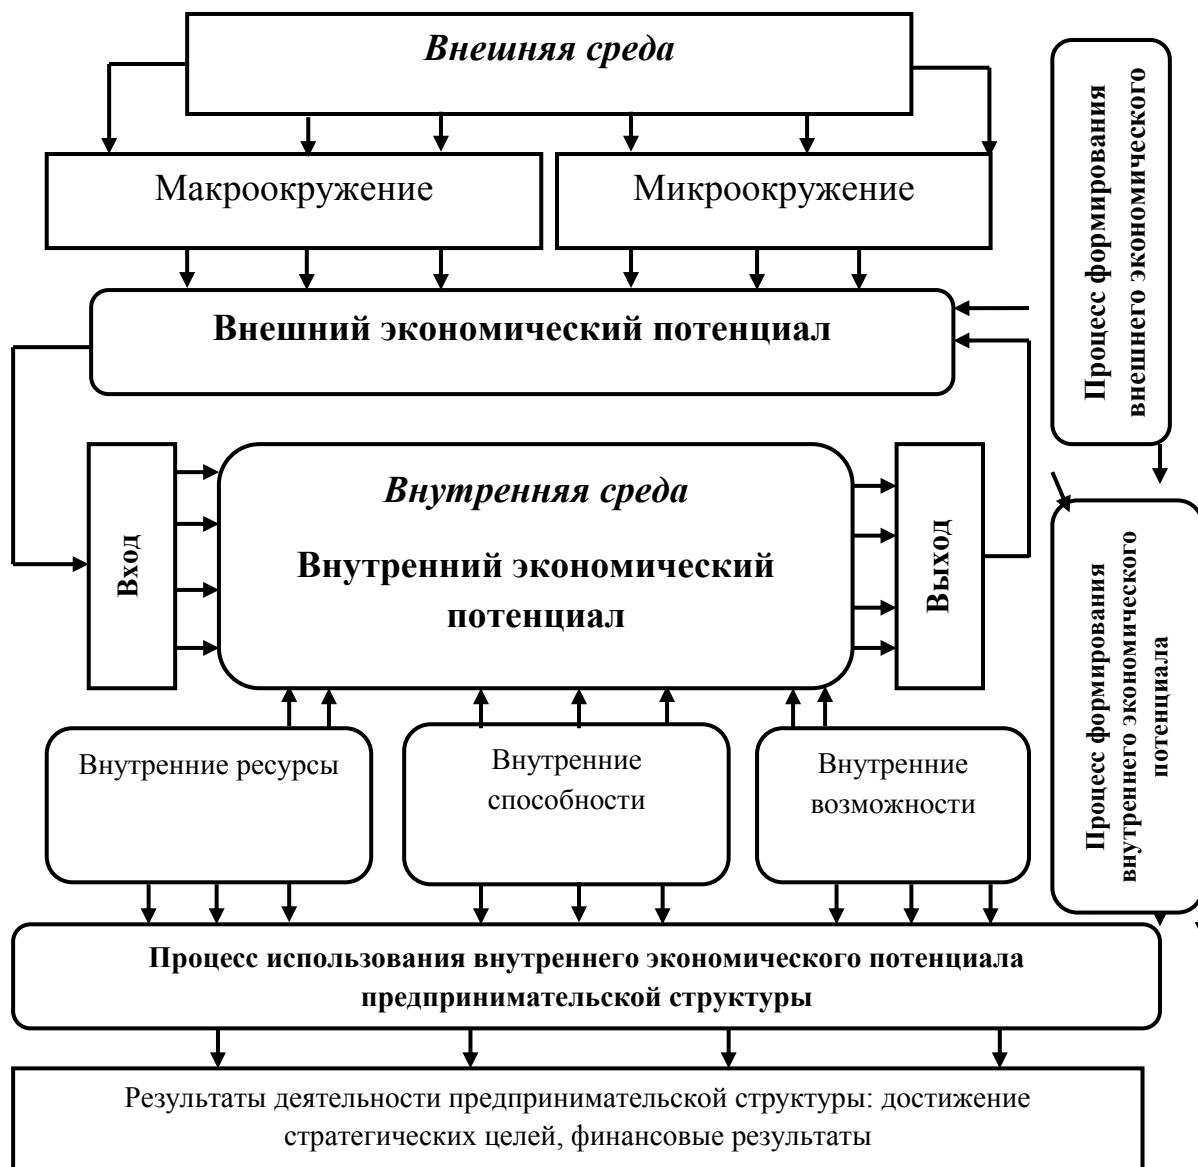 Внешняя среда
Макроокружение
Микроокружение
Внешний экономический потенциал
Процесс формирования
внешнего экономического
Вход
Внутренняя среда
Внутренний экономический
потенциал
Выход
Процесс формирования
внутреннего экономического
потенциала
Внутренние ресурсы
Внутренние
способности
Внутренние
возможности
Процесс использования внутреннего экономического потенциала
предпринимательской структуры
Результаты деятельности предпринимательской структуры: достижение
стратегических целей, финансовые результаты